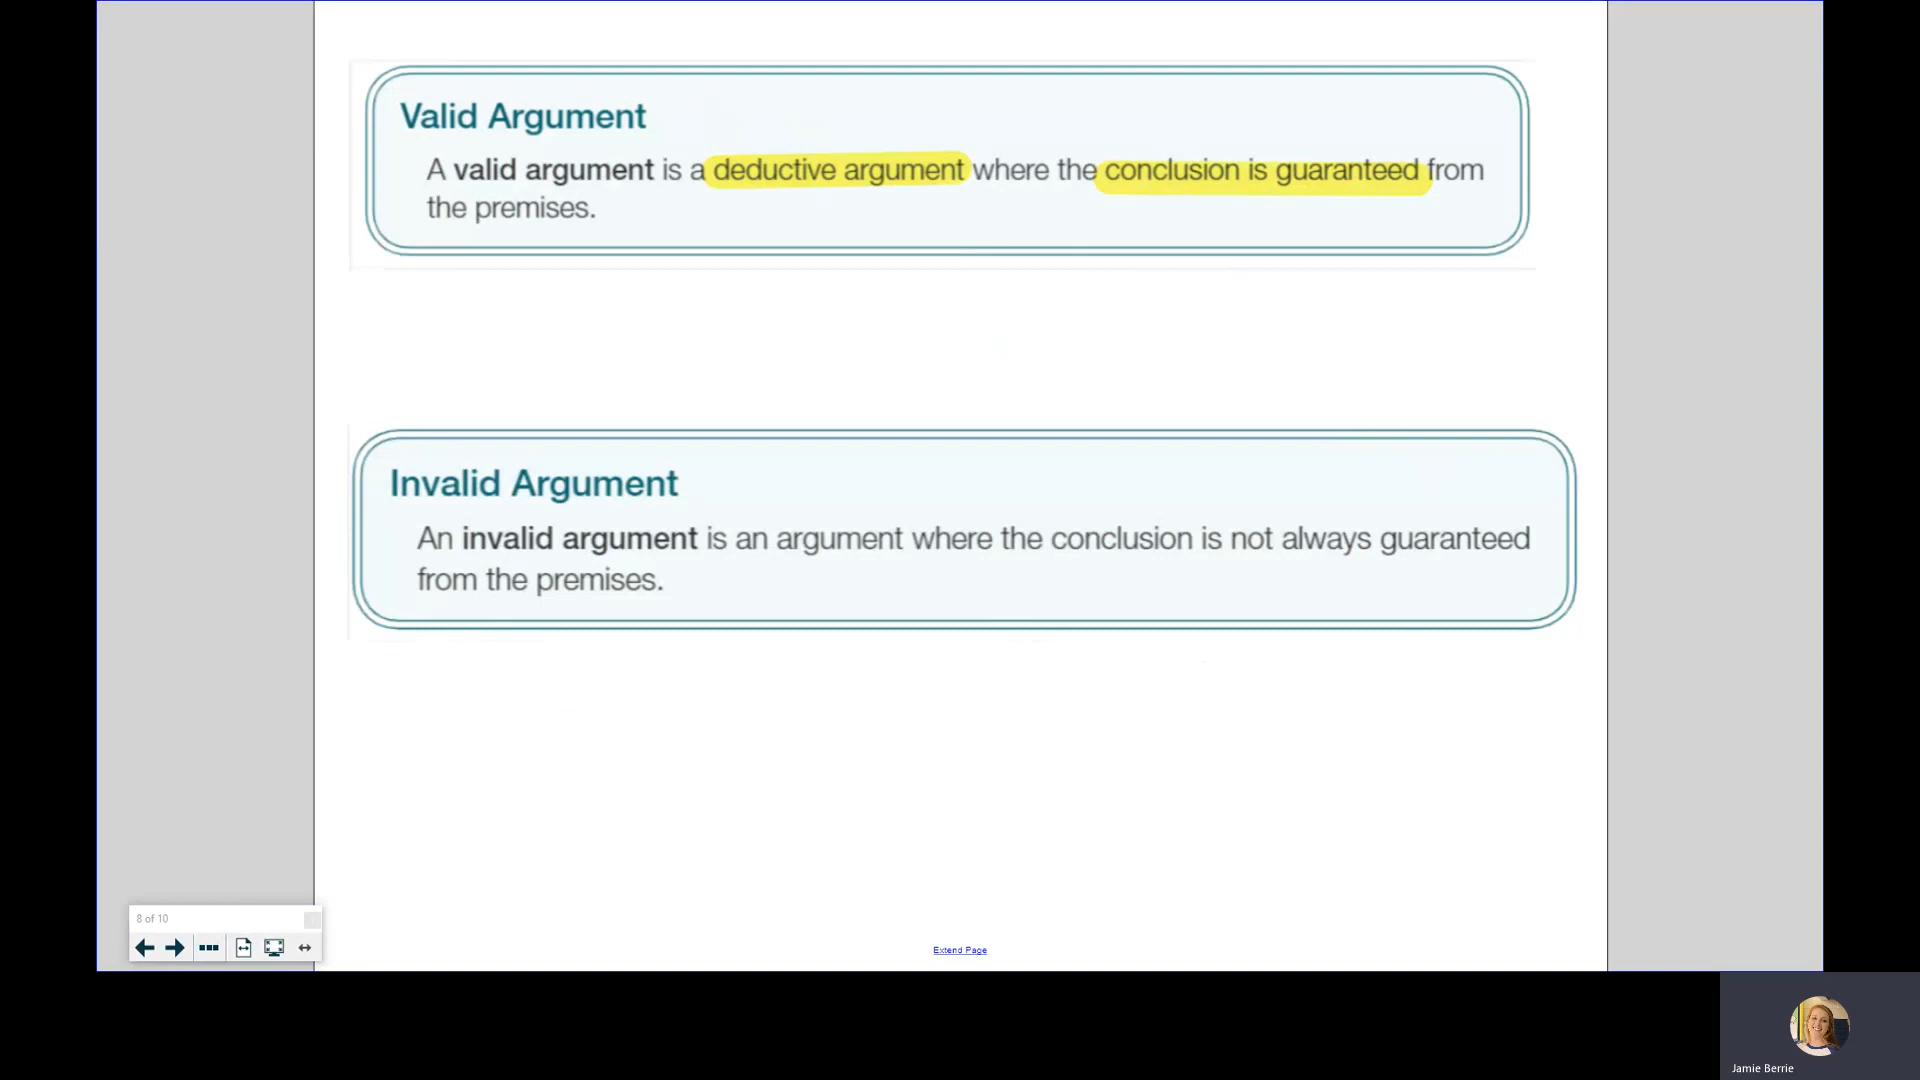 Valid Argument
A valid argument is a deductive argument where the conclusion is guaranteed from
the premises.
Invalid Argument
An invalid argument is an argument where the conclusion is not always guaranteed
from the premises.
8 of 10
Extend Page
Jamie Berrie